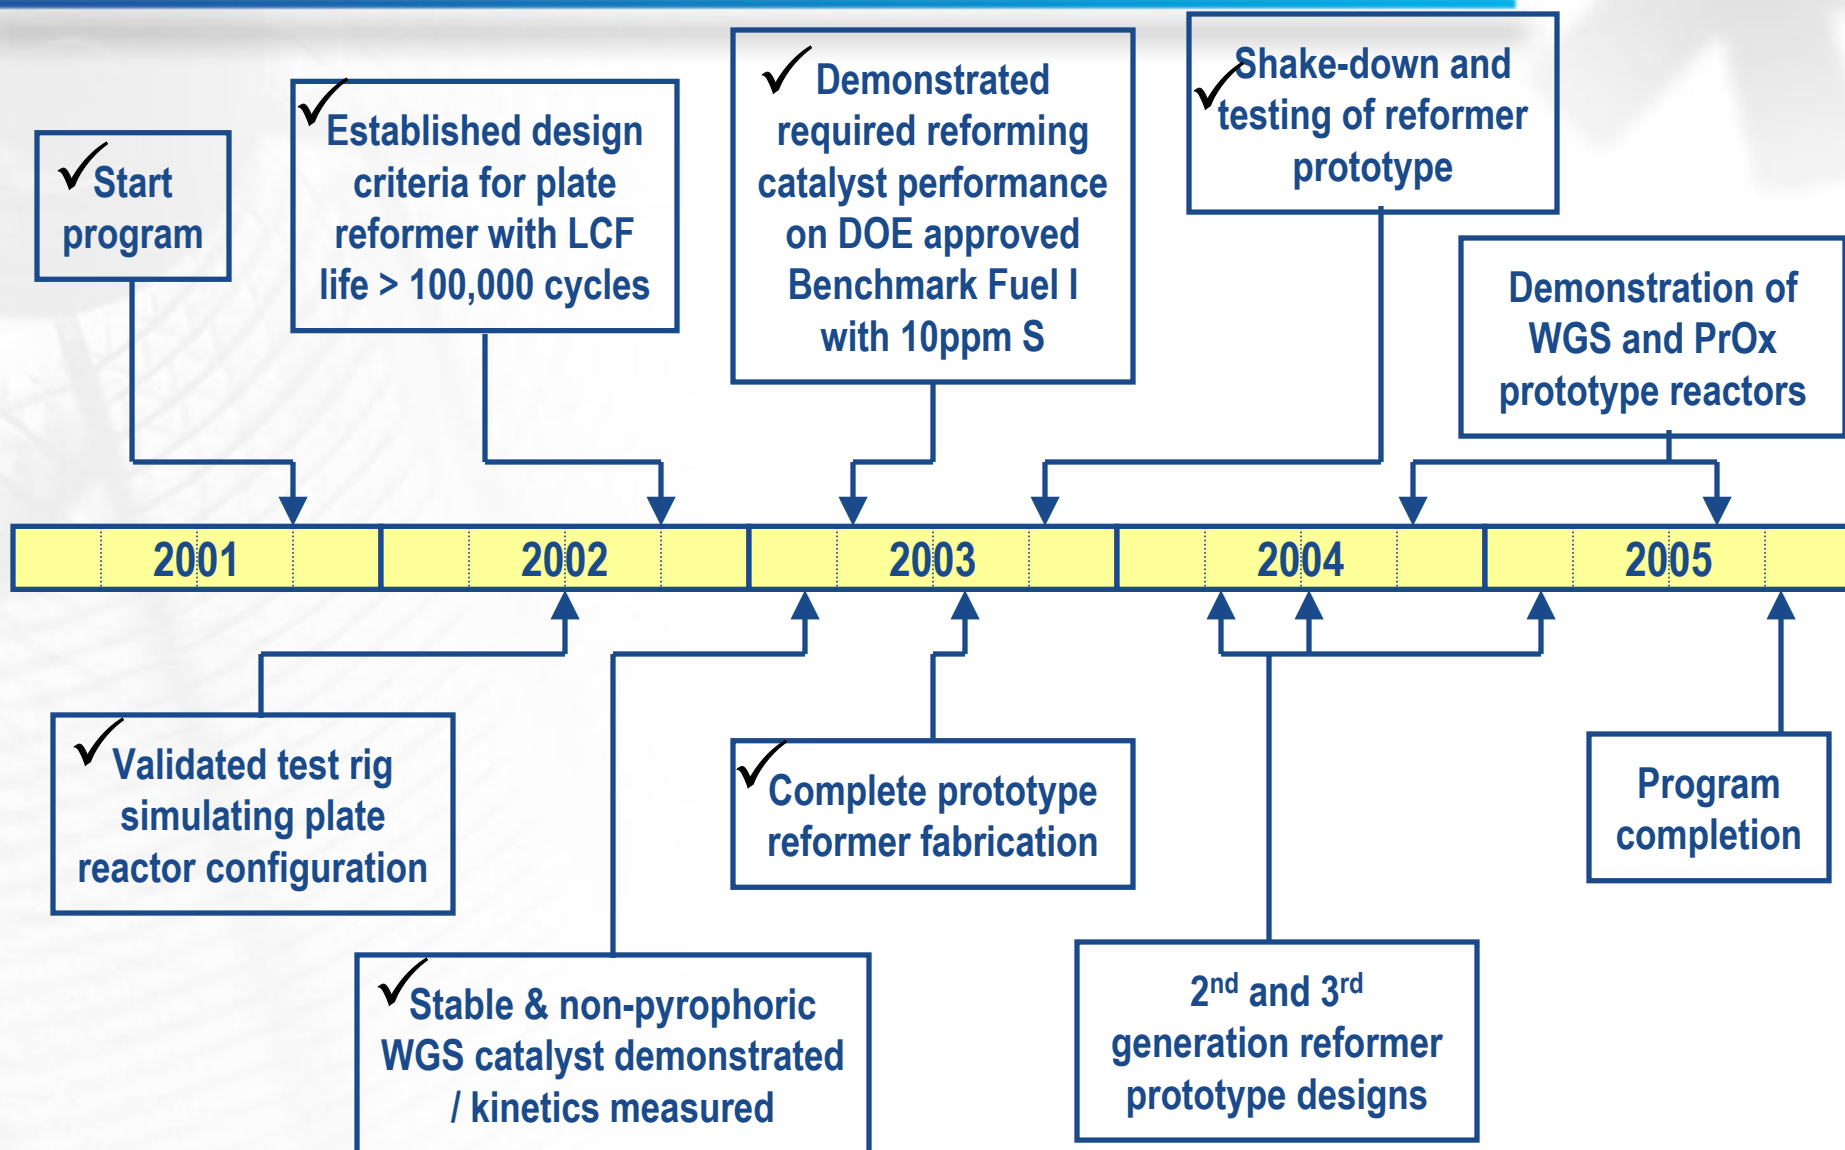 Start
program
Established design
criteria for plate
reformer with LCF
life > 100,000 cycles
Demonstrated
required reforming
catalyst performance
on DOE approved
Benchmark Fuel I
with 10ppm S
Shake-down and
testing of reformer
prototype
Demonstration of
WGS and PrOx
prototype reactors
2001
2002
2003
2004
2005
Validated test rig
simulating plate
reactor configuration
Stable & non-pyrophoric
WGS catalyst demonstrated
/ kinetics measured
Complete prototype
reformer fabrication
2nd and 3rd
generation reformer
prototype designs
Program
completion